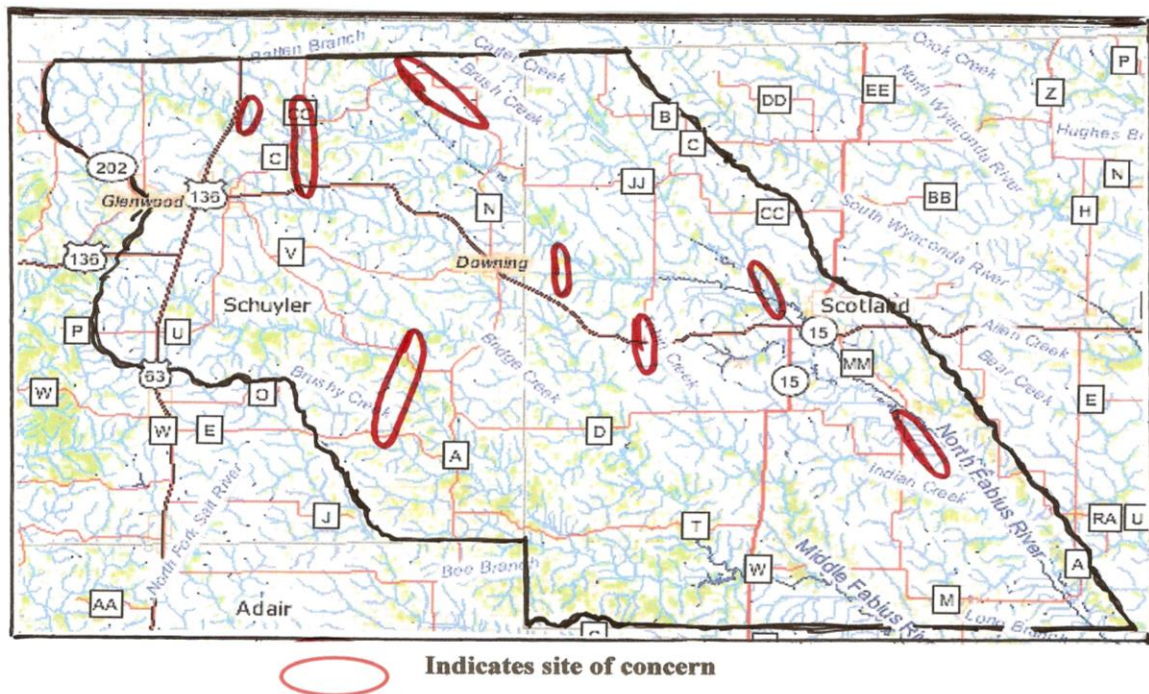 Batten Branch
Carter Creek
Brush Creek
Cook Creek
North Wyaconda River
P
EE
Z
DD
B
C
Hughes
202
Glenwood
136
C
N
JJ
CC
BB
N
H
South Wyaconda River
136
V
Downing
Schuyler
Scotland
P
U
15
15
MM
Allen Creek
Bear Creek
63
W
O
Brushy Creek
Bridge Creek
Creek
E
W
E
A
D
North Fabius River
Indian Creek
J
North Fork Salt River
T
RA
U
Bee Branch
Middle Fabius
W
A
AA
Adair
M
Long Branch
Indicates site of concern